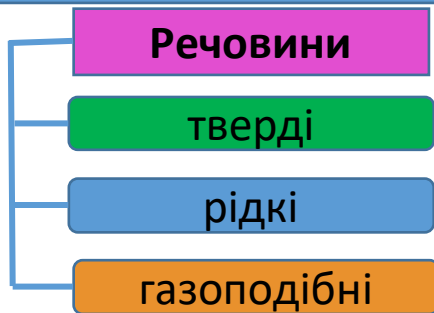 Речовини
тверді
рідкі
газоподібні